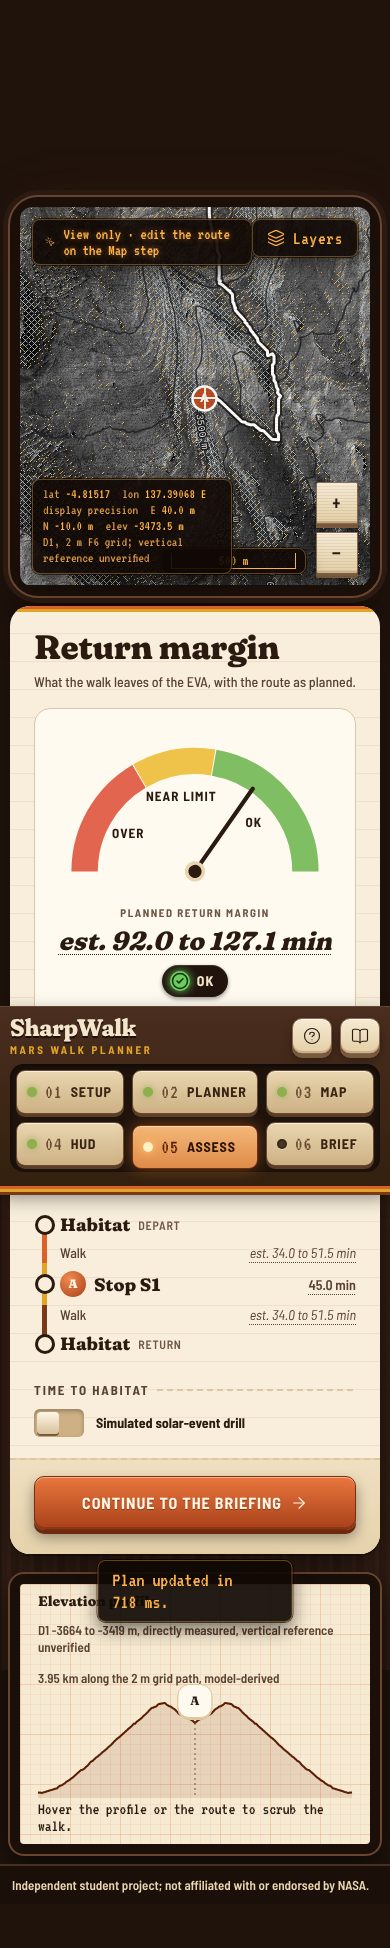 View only · edit the route
on the Map step
Layers
3500 m
lat -4.81517 lon 137.39068 E
display precision E 40.0 m
N -10.0 m elev -3473.5 m
D1, 2 m F6 grid; vertical
reference unverified
m
+
−
Return margin
What the walk leaves of the EVA, with the route as planned.
NEAR LIMIT
OVER
OK
PLANNED RETURN MARGIN
est. 92.0 to 127.1 min
OK
SharpWalk
MARS WALK PLANNER
01 SETUP
02 PLANNER
03 MAP
04 HUD
05 ASSESS
06 BRIEF
Habitat DEPART
Walk est. 34.0 to 51.5 min
A Stop S1 45.0 min
Walk est. 34.0 to 51.5 min
Habitat RETURN
TIME TO HABITAT
Simulated solar-event drill
CONTINUE TO THE BRIEFING →
Plan updated in
718 ms.
Elevation
D1 -3664 to -3419 m, directly measured, vertical reference
unverified
3.95 km along the 2 m grid path, model-derived
A
Hover the profile or the route to scrub the
walk.
Independent student project; not affiliated with or endorsed by NASA.